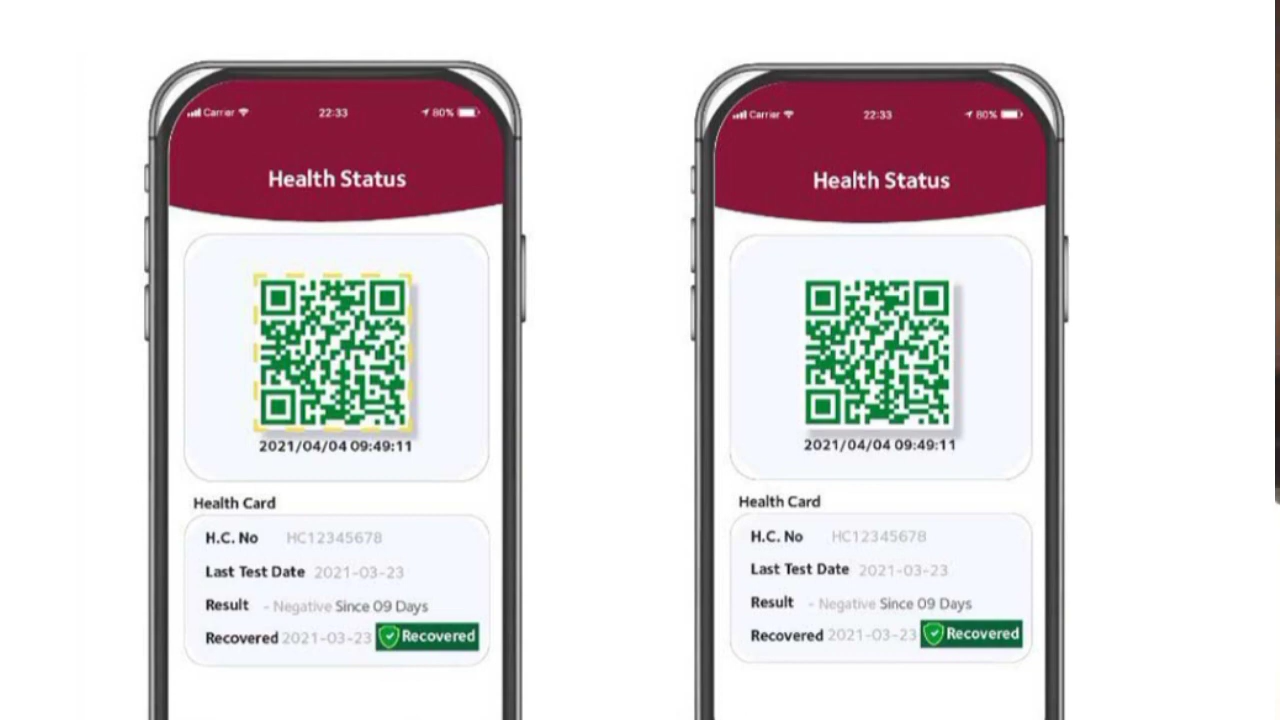 Carrier 22:33 80%
Health Status
2021/04/04 09:49:11
Health Card
H.C. No HC12345678
Last Test Date 2021-03-23
Result - Negative Since 09 Days
Recovered 2021-03-23 Recovered
Carrier 22:33 80%
Health Status
2021/04/04 09:49:11
Health Card
H.C. No HC12345678
Last Test Date 2021-03-23
Result - Negative Since 09 Days
Recovered 2021-03-23 Recovered